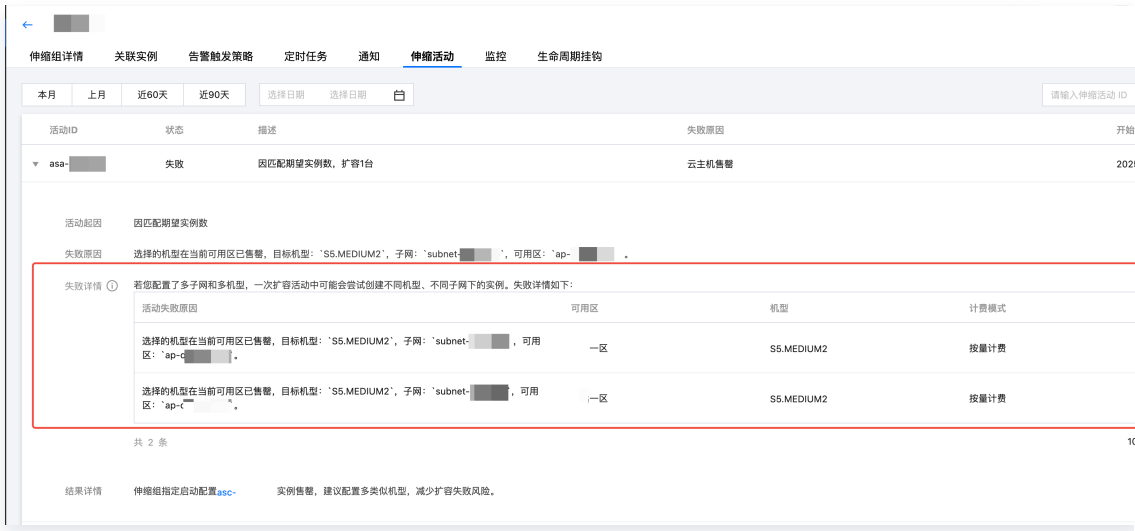 ←
伸缩组详情 关联实例 告警触发策略 定时任务 通知 伸缩活动 监控 生命周期挂钩
本月 上月 近60天 近90天 选择日期 选择日期 请输入伸缩活动 ID
活动ID 状态 描述 失败原因 开始
▼ asa- 失败 因匹配期望实例数，扩容1台 云主机售罄 202
活动起因 因匹配期望实例数
失败原因 选择的机型在当前可用区已售罄，目标机型：`S5.MEDIUM2`，子网：`subnet- `，可用区：`ap- 。
失败详情 若您配置了多子网和多机型，一次扩容活动中可能会尝试创建不同机型、不同子网下的实例。失败详情如下：
活动失败原因 可用区 机型 计费模式
选择的机型在当前可用区已售罄，目标机型：`S5.MEDIUM2`，子网：`subnet- ，可用
区：`ap- `。 一区 S5.MEDIUM2 按量计费
选择的机型在当前可用区已售罄，目标机型：`S5.MEDIUM2`，子网：`subnet- `，可用
区：`ap- 。 一区 S5.MEDIUM2 按量计费
共 2 条 10
结果详情 伸缩组指定启动配置asc- 实例售罄，建议配置多类似机型，减少扩容失败风险。